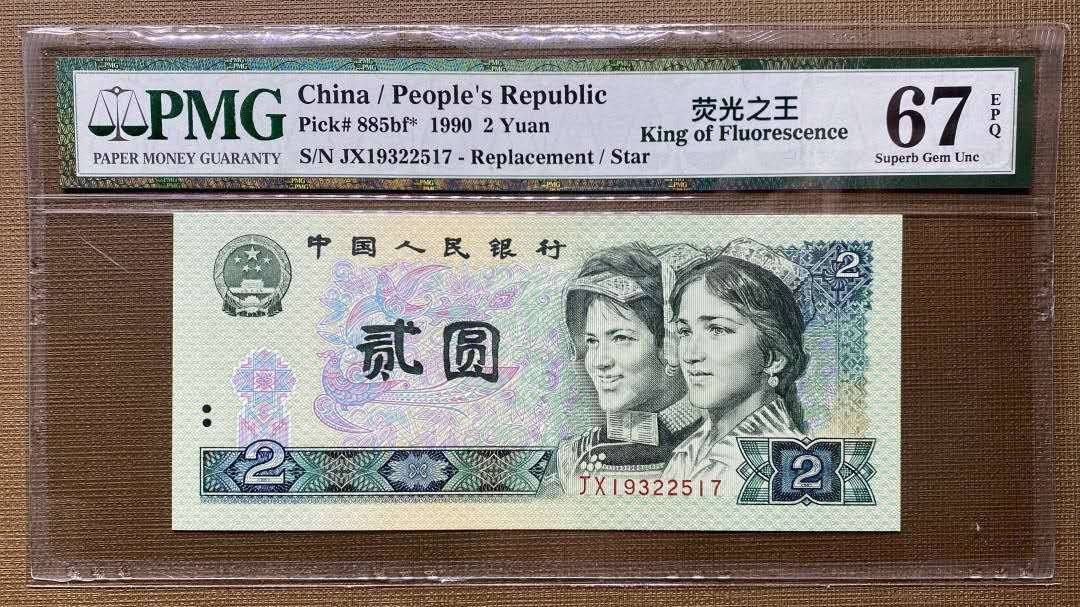 PMG
PAPER MONEY GUARANTY
China / People's Republic
Pick# 885bf* 1990 2 Yuan
S/N JX19322517 - Replacement / Star
荧光之王
King of Fluorescence
67
EPQ
Superb Gem Unc
中国人民银行
2
贰圆
2
JX19322517
2